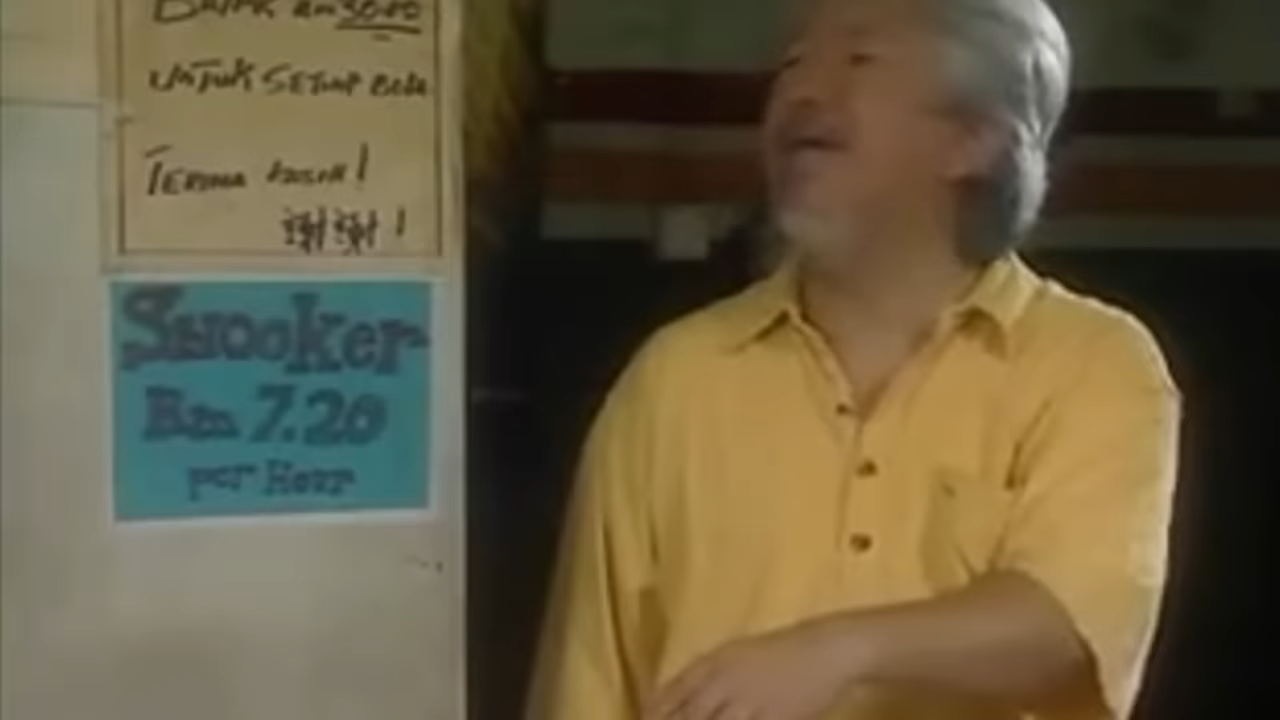 UNTUK SETIAP BOLA
TERIMA KASIH!
谢谢!
Snooker
Rm 7.20
per Hour